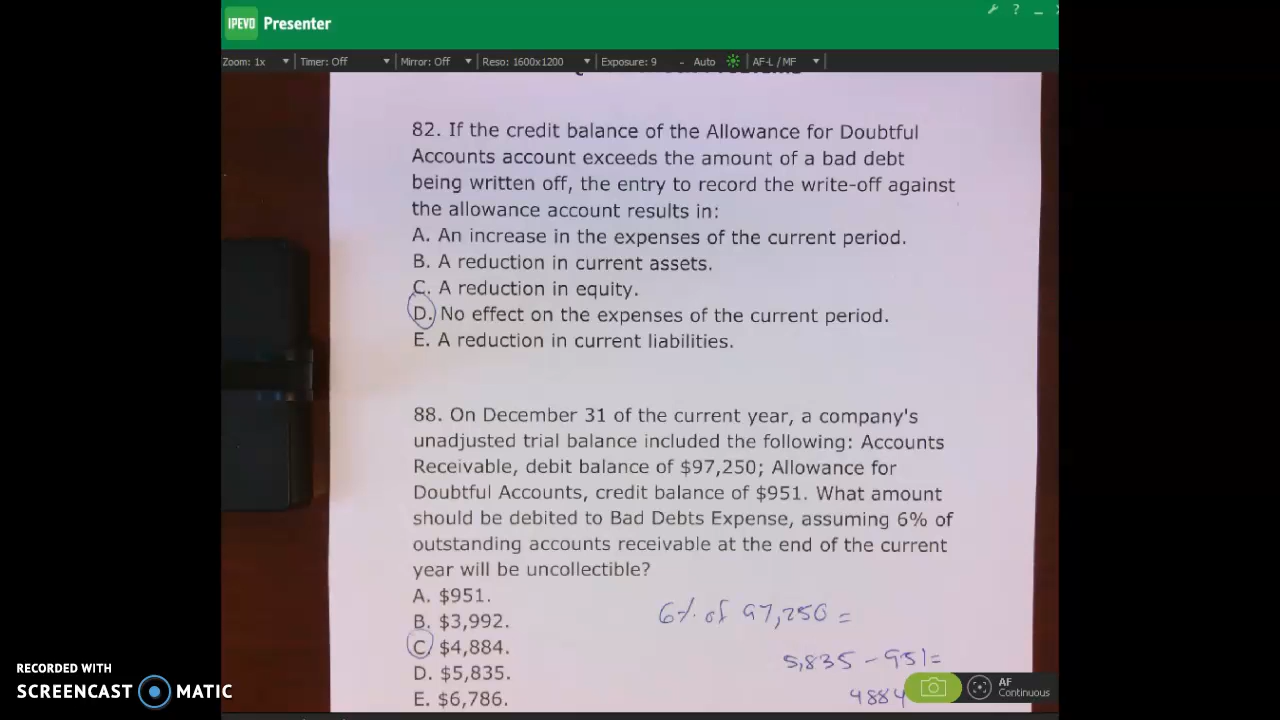 IPEVO Presenter
Zoom: 1x Timer: Off Mirror: Off Reso: 1600x1200 Exposure: 9 - Auto AF-L / MF
82. If the credit balance of the Allowance for Doubtful
Accounts account exceeds the amount of a bad debt
being written off, the entry to record the write-off against
the allowance account results in:
A. An increase in the expenses of the current period.
B. A reduction in current assets.
C. A reduction in equity.
D. No effect on the expenses of the current period.
E. A reduction in current liabilities.
88. On December 31 of the current year, a company's
unadjusted trial balance included the following: Accounts
Receivable, debit balance of $97,250; Allowance for
Doubtful Accounts, credit balance of $951. What amount
should be debited to Bad Debts Expense, assuming 6% of
outstanding accounts receivable at the end of the current
year will be uncollectible?
A. $951.
B. $3,992.
C. $4,884.
D. $5,835.
E. $6,786.
6% of 97,250 =
5,835 - 951=
4884
AF
Continuous
RECORDED WITH
SCREENCAST MATIC